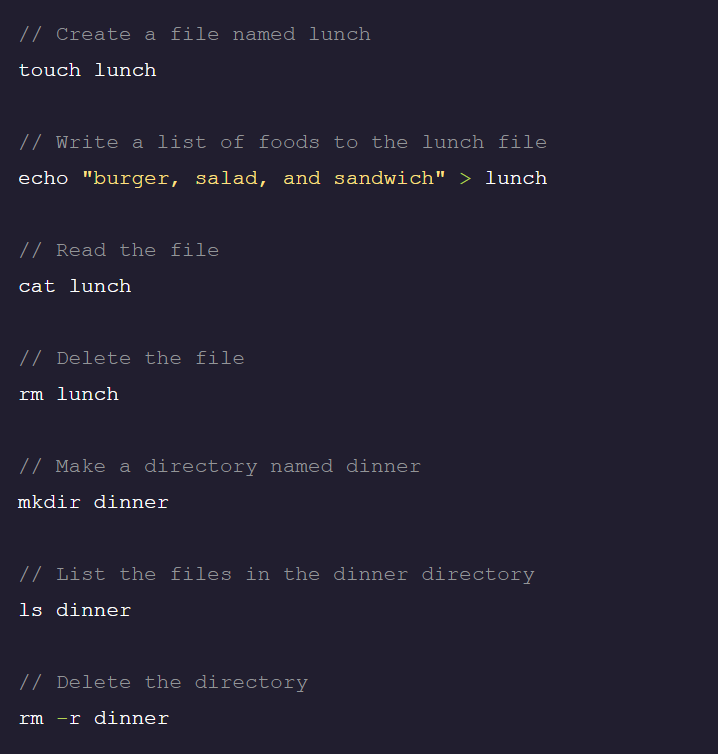 // Create a file named lunch
touch lunch
// Write a list of foods to the lunch file
echo "burger, salad, and sandwich" > lunch
// Read the file
cat lunch
// Delete the file
rm lunch
// Make a directory named dinner
mkdir dinner
// List the files in the dinner directory
ls dinner
// Delete the directory
rm -r dinner